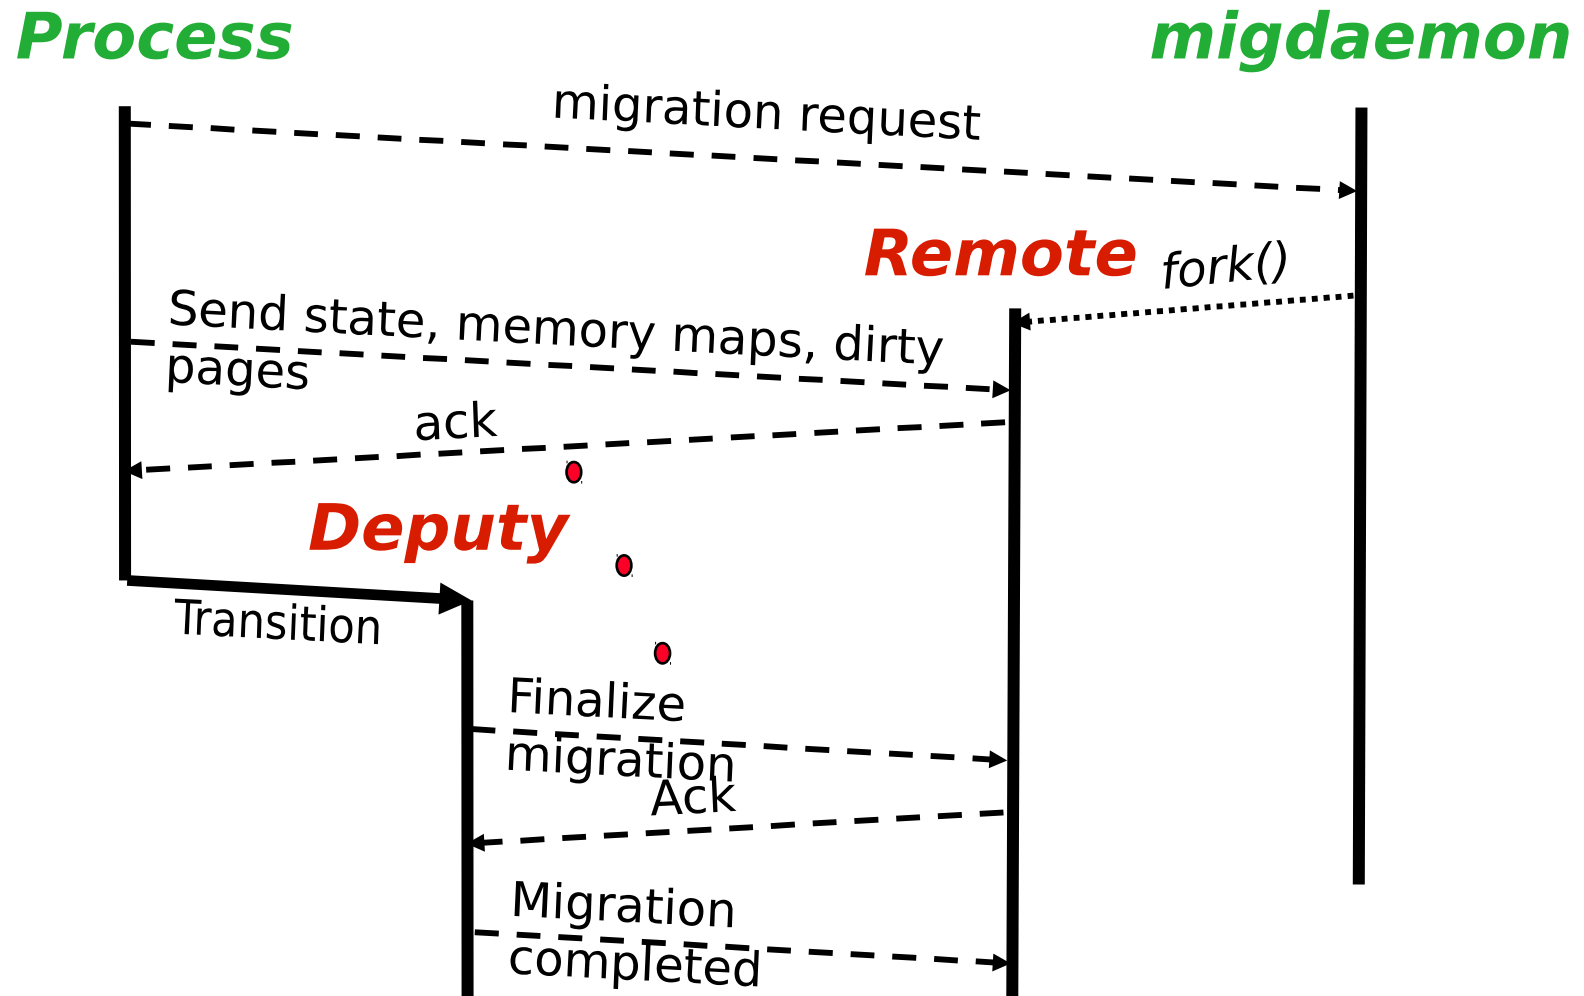 Process
migdaemon
migration request
Remote
fork()
Send state, memory maps, dirty
pages
ack
Deputy
Transition
Finalize
migration
Ack
Migration
completed